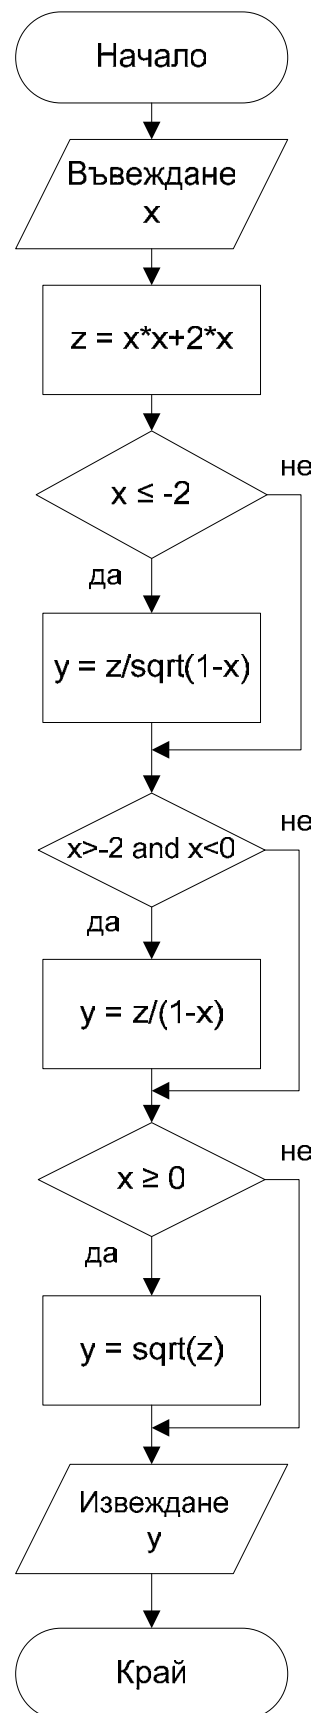 Начало
Въвеждане
x
z = x*x+2*x
x ≤ -2
не
да
y = z/sqrt(1-x)
x>-2 and x<0
не
да
y = z/(1-x)
x ≥ 0
не
да
y = sqrt(z)
Извеждане
y
Край